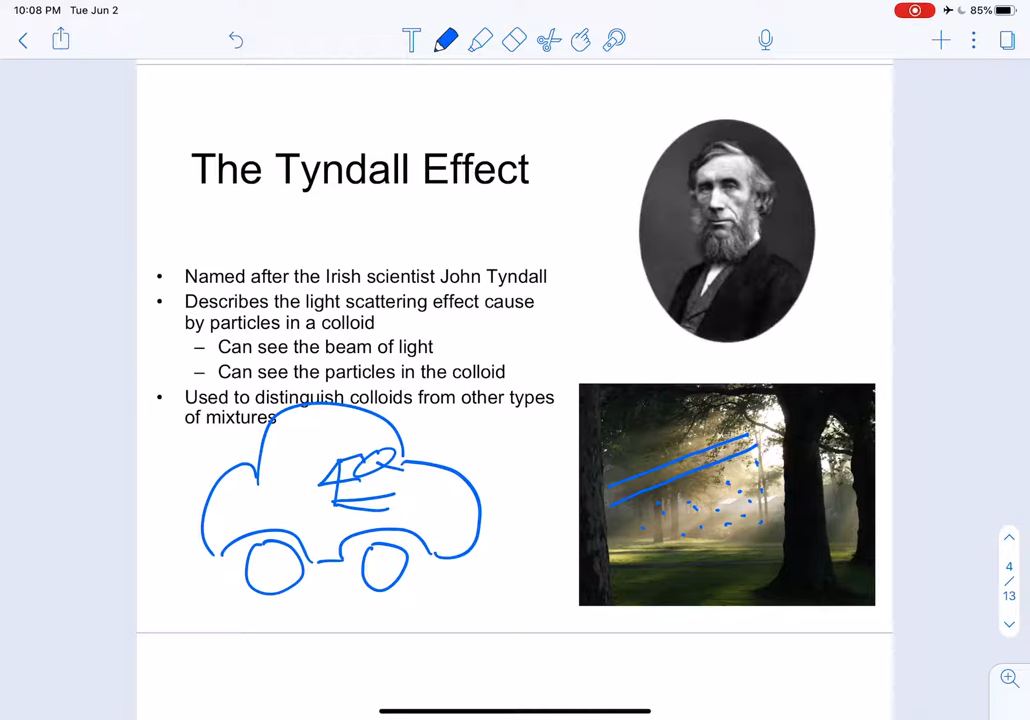 10:08 PM Tue Jun 2
85%
The Tyndall Effect
• Named after the Irish scientist John Tyndall
• Describes the light scattering effect cause
by particles in a colloid
– Can see the beam of light
– Can see the particles in the colloid
• Used to distinguish colloids from other types
of mixtures
4
/
13